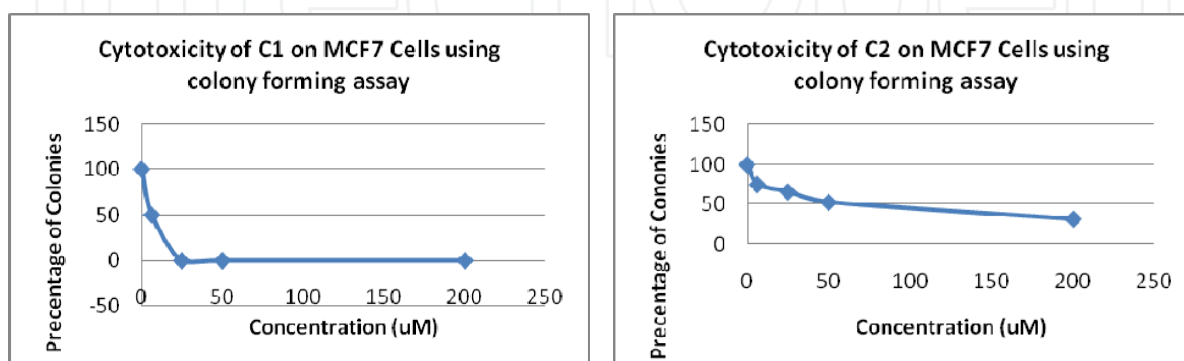 Cytotoxicity of C1 on MCF7 Cells using
colony forming assay
Precentage of Colonies
150
100
50
0
-50
0 50 100 150 200 250
Concentration (uM)
Cytotoxicity of C2 on MCF7 Cells using
colony forming assay
Precentage of Cononies
150
100
50
0
0 50 100 150 200 250
Concentration (uM)